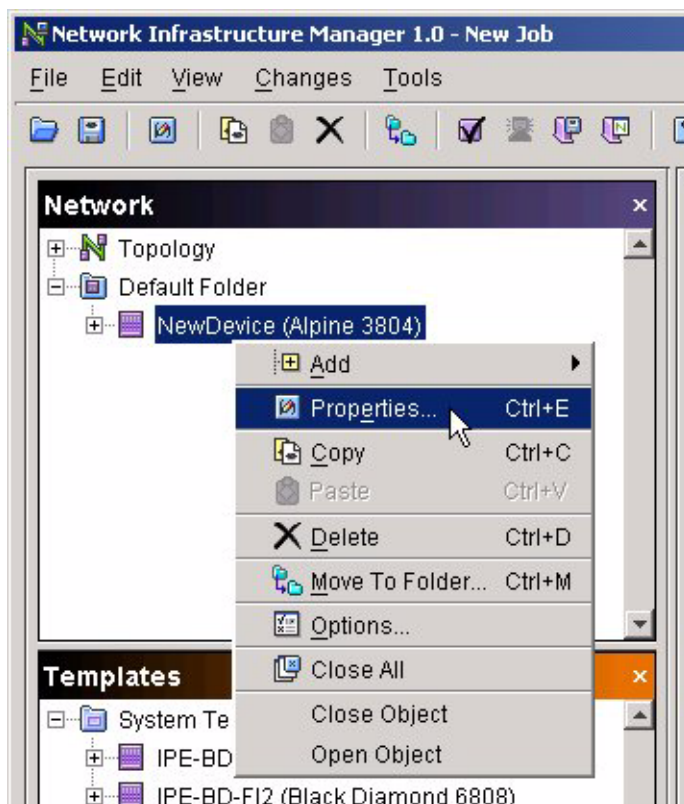 Network Infrastructure Manager 1.0 - New Job
File Edit View Changes Tools
Network
Topology
Default Folder
NewDevice (Alpine 3804)
Add
Properties... Ctrl+E
Copy Ctrl+C
Paste Ctrl+V
Delete Ctrl+D
Move To Folder... Ctrl+M
Options...
Close All
Close Object
Open Object
Templates
System Te
IPE-BD
IPE-BD-FI2 (Black Diamond 6808)